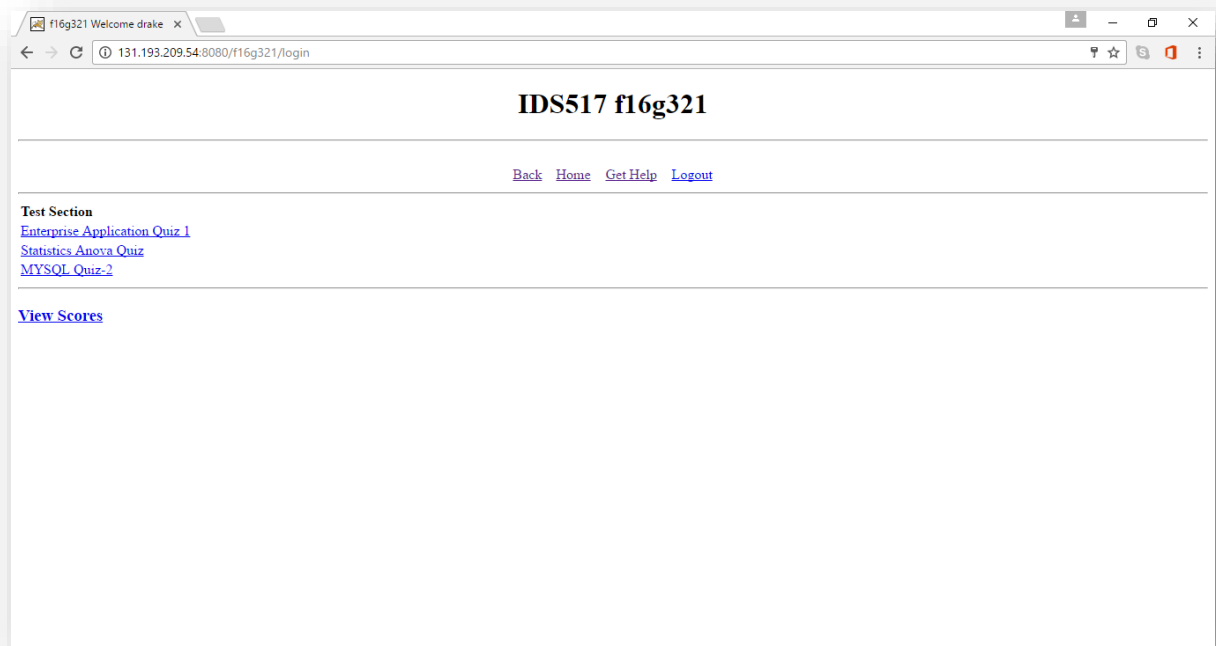 f16g321 Welcome drake
131.193.209.54:8080/f16g321/login
IDS517 f16g321
Back Home Get Help Logout
Test Section
Enterprise Application Quiz 1
Statistics Anova Quiz
MYSQL Quiz-2
View Scores